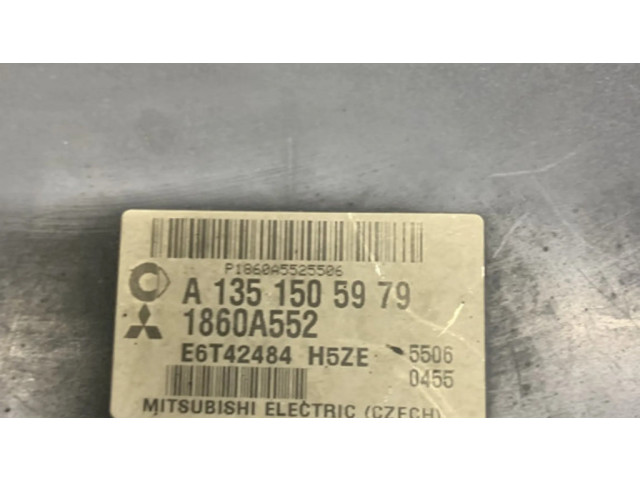 P1860A5525506
A 135 150 59 79
1860A552
E6T42484 H5ZE 5506
0455
MITSUBISHI ELECTRIC (CZECH)